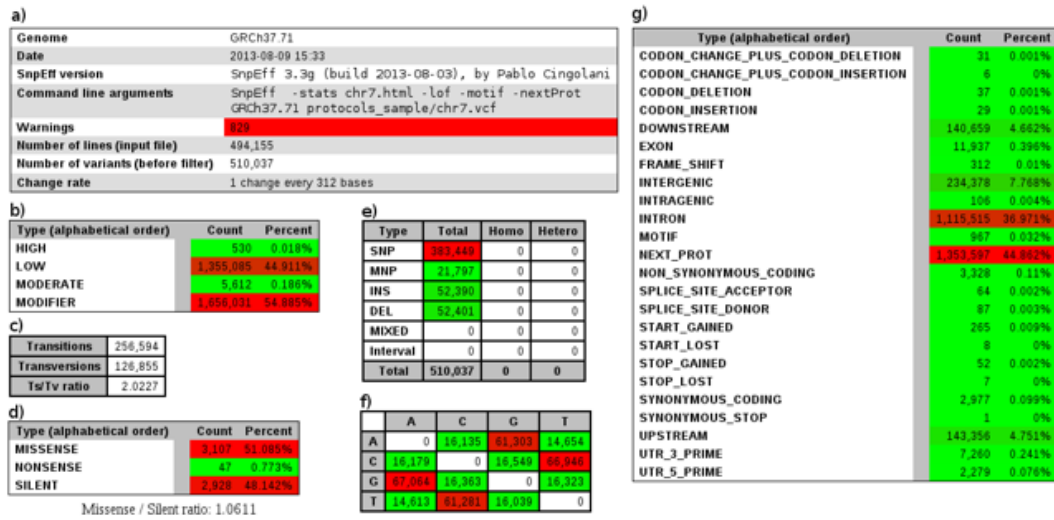 a)
Genome GRCh37.71
Date 2013-08-09 15:33
SnpEff version SnpEff 3.3g (build 2013-08-03), by Pablo Cingolani
Command line arguments SnpEff -stats chr7.html -lof -motif -nextProt
GRCh37.71 protocols_sample/chr7.vcf
Warnings 829
Number of lines (input file) 494,155
Number of variants (before filter) 510,037
Change rate 1 change every 312 bases
b)
Type (alphabetical order) Count Percent
HIGH 530 0.018%
LOW 1,355,085 44.911%
MODERATE 5,612 0.186%
MODIFIER 1,656,031 54.885%
c)
Transitions 256,594
Transversions 126,855
Ts/Tv ratio 2.0227
d)
Type (alphabetical order) Count Percent
MISSENSE 3,107 51.085%
NONSENSE 47 0.773%
SILENT 2,928 48.142%
Missense / Silent ratio: 1.0611
e)
Type Total Homo Hetero
SNP 383,449 0 0
MNP 21,797 0 0
INS 52,390 0 0
DEL 52,401 0 0
MIXED 0 0 0
Interval 0 0 0
Total 510,037 0 0
f)
A C G T
A 0 16,135 61,303 14,654
C 16,179 0 16,549 66,946
G 67,064 16,363 0 16,323
T 14,613 61,281 16,039 0
g)
Type (alphabetical order) Count Percent
CODON_CHANGE_PLUS_CODON_DELETION 31 0.001%
CODON_CHANGE_PLUS_CODON_INSERTION 6 0%
CODON_DELETION 37 0.001%
CODON_INSERTION 29 0.001%
DOWNSTREAM 140,659 4.662%
EXON 11,937 0.396%
FRAME_SHIFT 312 0.01%
INTERGENIC 234,378 7.768%
INTRAGENIC 106 0.004%
INTRON 1,115,515 36.971%
MOTIF 967 0.032%
NEXT_PROT 1,353,597 44.862%
NON_SYNONYMOUS_CODING 3,328 0.11%
SPLICE_SITE_ACCEPTOR 64 0.002%
SPLICE_SITE_DONOR 87 0.003%
START_GAINED 265 0.009%
START_LOST 8 0%
STOP_GAINED 52 0.002%
STOP_LOST 7 0%
SYNONYMOUS_CODING 2,977 0.099%
SYNONYMOUS_STOP 1 0%
UPSTREAM 143,356 4.751%
UTR_3_PRIME 7,260 0.241%
UTR_5_PRIME 2,279 0.076%